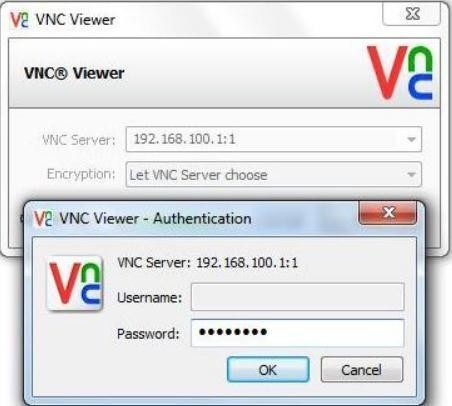 VNC Viewer
VNC® Viewer
VNC Server: 192.168.100.1:1
Encryption: Let VNC Server choose
VNC Viewer - Authentication
VNC Server: 192.168.100.1:1
Username:
Password: ••••••••
OK Cancel